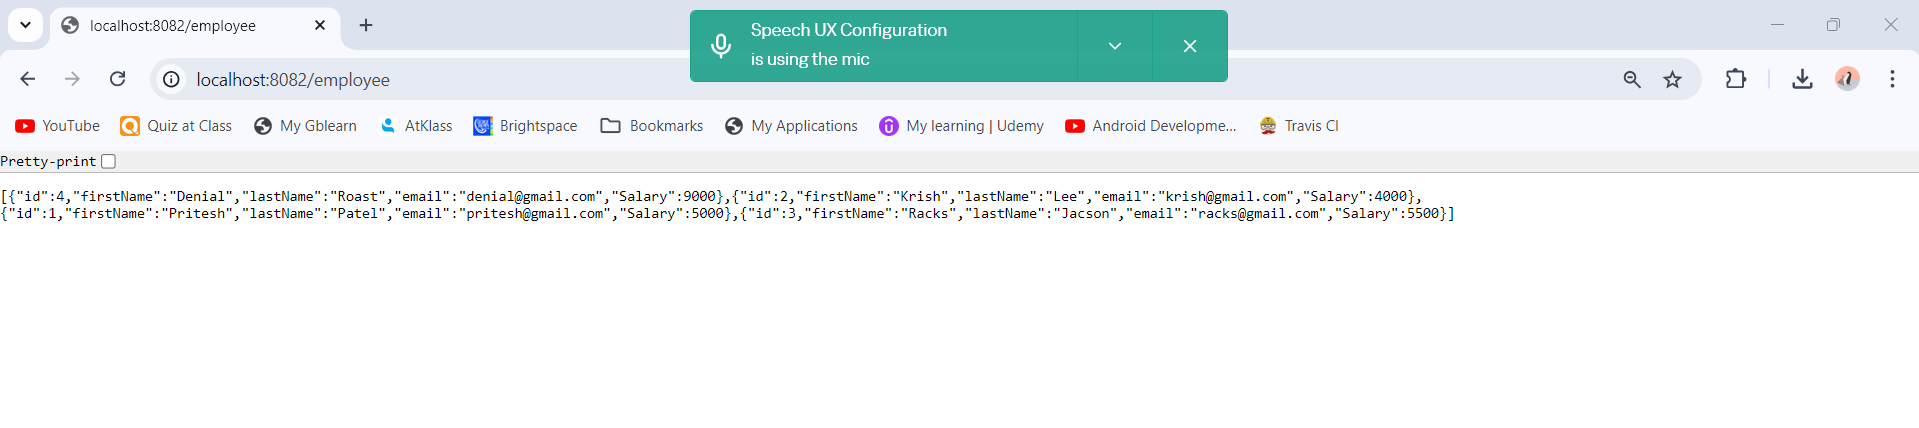 localhost:8082/employee
Speech UX Configuration
is using the mic
localhost:8082/employee
YouTube Quiz at Class My Gblearn AtKlass Brightspace Bookmarks My Applications My learning | Udemy Android Developme... Travis CI
Pretty-print
[{"id":4,"firstName":"Denial","lastName":"Roast","email":"denial@gmail.com","Salary":9000},{"id":2,"firstName":"Krish","lastName":"Lee","email":"krish@gmail.com","Salary":4000},
{"id":1,"firstName":"Pritesh","lastName":"Patel","email":"pritesh@gmail.com","Salary":5000},{"id":3,"firstName":"Racks","lastName":"Jacson","email":"racks@gmail.com","Salary":5500}]